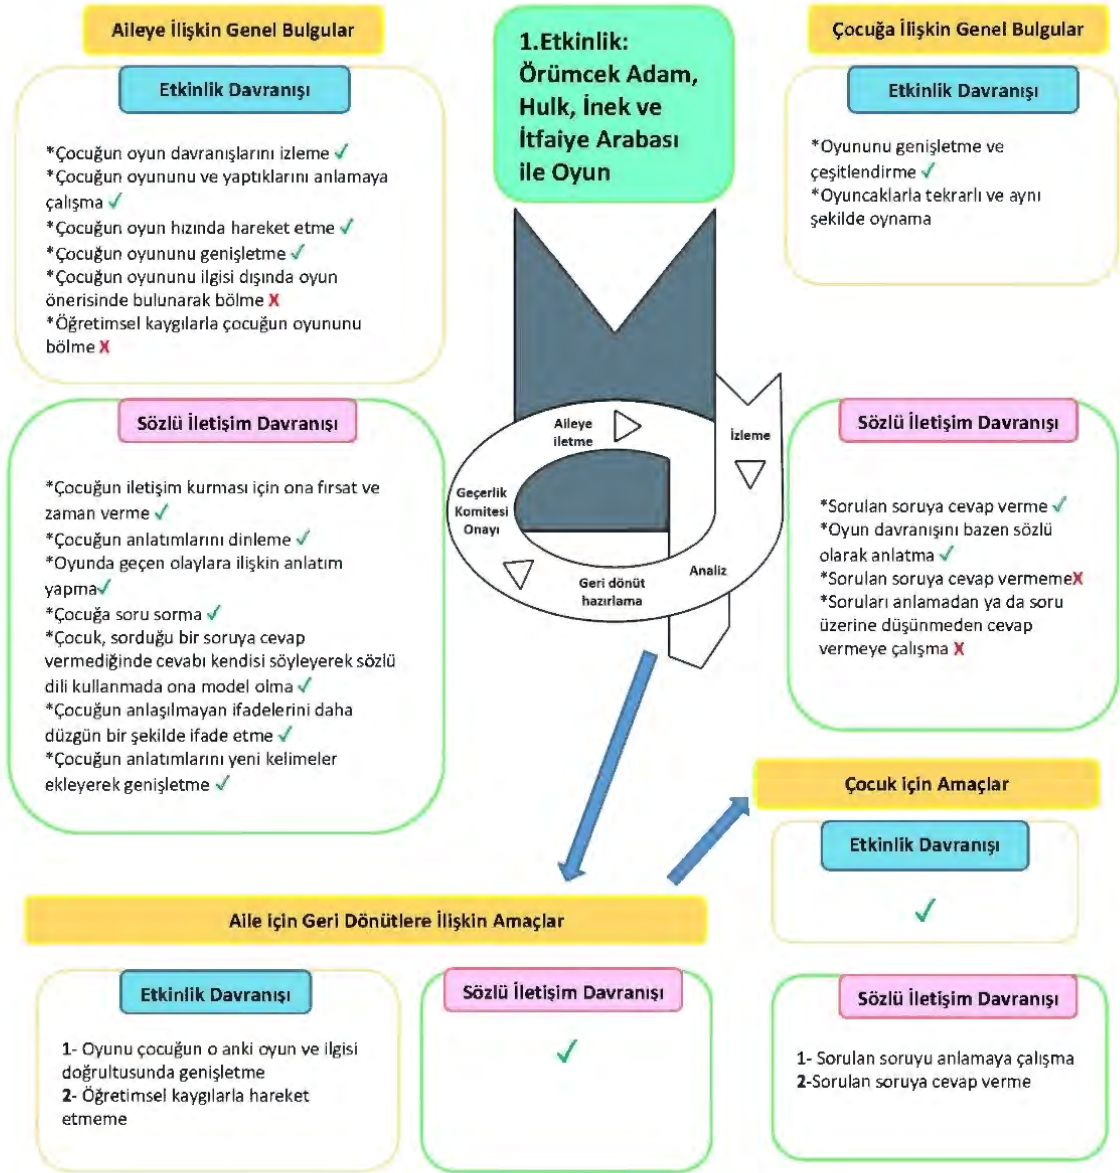 Aileye İlişkin Genel Bulgular
Etkinlik Davranışı
*Çocuğun oyun davranışlarını izleme ✓
*Çocuğun oyununu ve yaptıklarını anlamaya
çalışma ✓
*Çocuğun oyun hızında hareket etme ✓
*Çocuğun oyununu genişletme ✓
*Çocuğun oyununu ilgisi dışında oyun
önerisinde bulunarak bölme X
*Öğretimsel kaygılarla çocuğun oyununu
bölme X
Sözlü İletişim Davranışı
*Çocuğun iletişim kurması için ona fırsat ve
zaman verme ✓
*Çocuğun anlatımlarını dinleme ✓
*Oyunda geçen olaylara ilişkin anlatım
yapma✓
*Çocuğa soru sorma ✓
*Çocuk, sorduğu bir soruya cevap
vermediğinde cevabı kendisi söyleyerek sözlü
dili kullanmada ona model olma ✓
*Çocuğun anlaşılmayan ifadelerini daha
düzgün bir şekilde ifade etme ✓
*Çocuğun anlatımlarını yeni kelimeler
ekleyerek genişletme ✓
1.Etkinlik:
Örümcek Adam,
Hulk, İnek ve
İtfaiye Arabası
ile Oyun
Aileye
iletme
İzleme
Geçerlik
Komitesi
Onayı
Analiz
Geri dönüt
hazırlama
Çocuğa İlişkin Genel Bulgular
Etkinlik Davranışı
*Oyununu genişletme ve
çeşitlendirme ✓
*Oyuncaklarla tekrarlı ve aynı
şekilde oynama
Sözlü İletişim Davranışı
*Sorulan soruya cevap verme ✓
*Oyun davranışını bazen sözlü
olarak anlatma ✓
*Sorulan soruya cevap vermemeX
*Soruları anlamadan ya da soru
üzerine düşünmeden cevap
vermeye çalışma X
Çocuk için Amaçlar
Etkinlik Davranışı
✓
Sözlü İletişim Davranışı
1- Sorulan soruyu anlamaya çalışma
2-Sorulan soruya cevap verme
Aile için Geri Dönütlere İlişkin Amaçlar
Etkinlik Davranışı
1- Oyunu çocuğun o anki oyun ve ilgisi
doğrultusunda genişletme
2- Öğretimsel kaygılarla hareket
etmeme
Sözlü İletişim Davranışı
✓